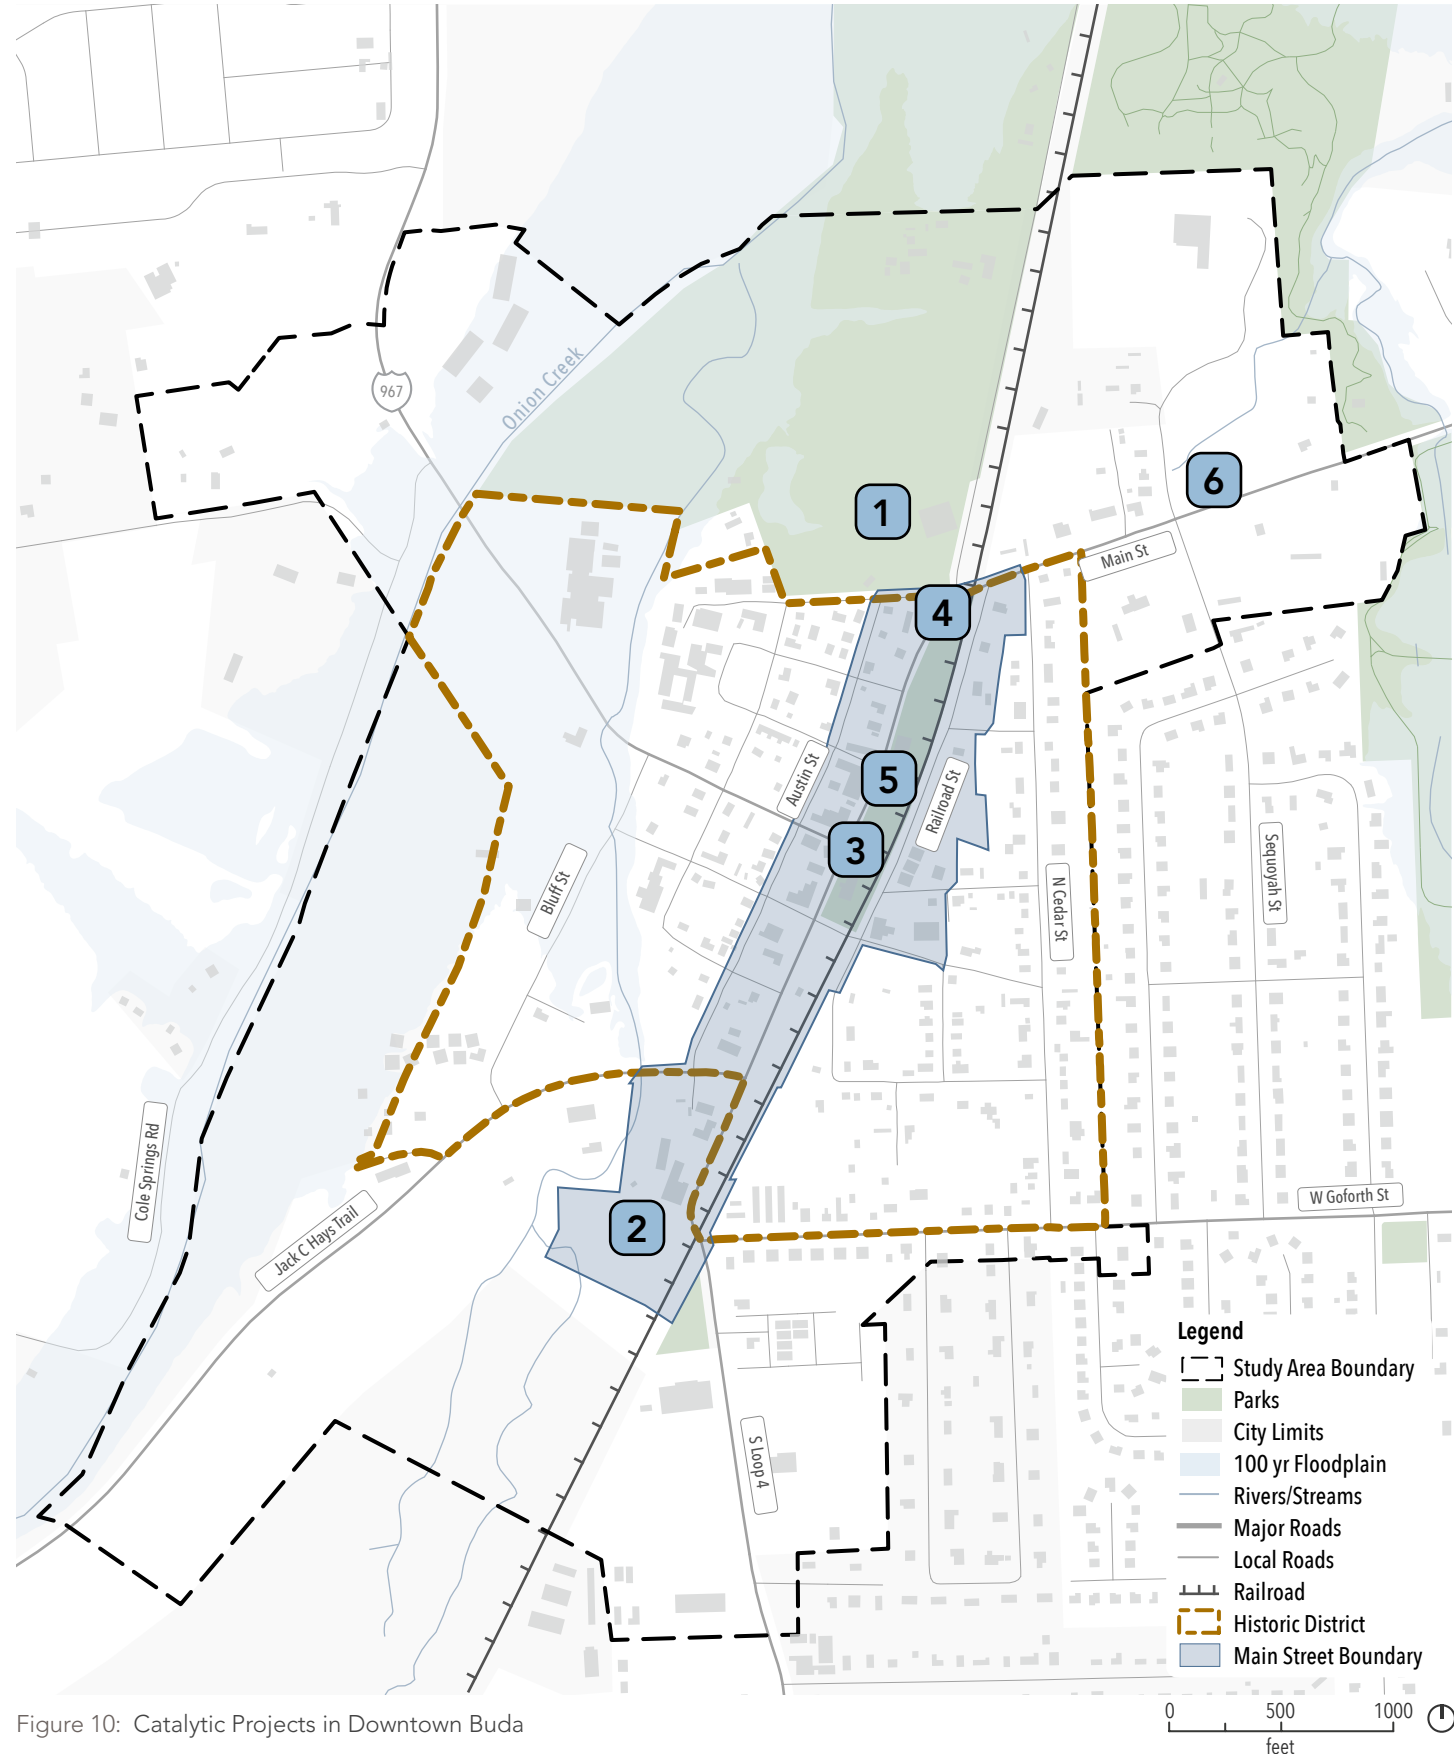 967
Onion Creek
1
6
Main St
4
Austin St
5
Railroad St
3
Bluff St
N Cedar St
Sequoyah St
Cole Springs Rd
Jack C Hays Trail
2
W Goforth St
S Loop 4
Legend
Study Area Boundary
Parks
City Limits
100 yr Floodplain
Rivers/Streams
Major Roads
Local Roads
Railroad
Historic District
Main Street Boundary
Figure 10: Catalytic Projects in Downtown Buda
0 500 1000
feet